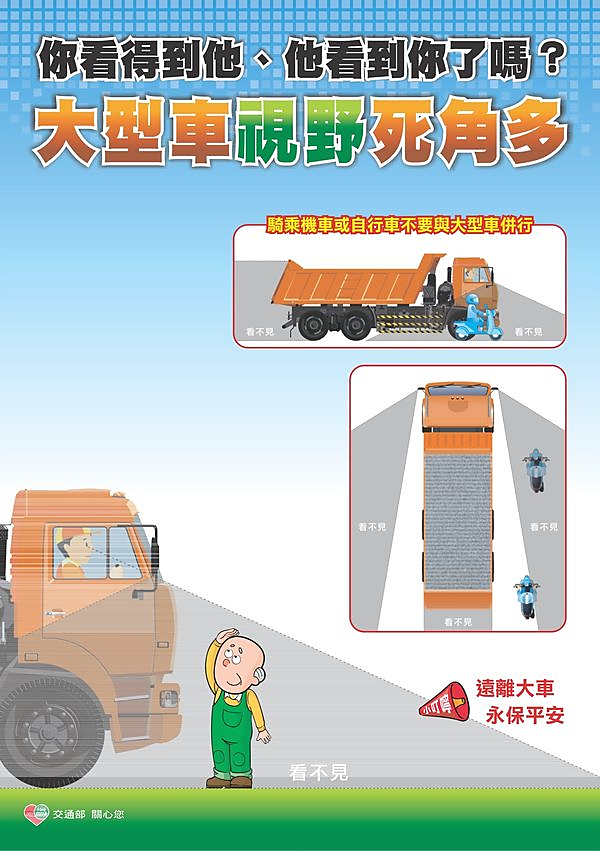 你看得到他、他看到你了嗎？
大型車視野死角多
騎乘機車或自行車不要與大型車併行
看不見
看不見
看不見
看不見
看不見
遠離大車
永保平安
看不見
交通部 關心您